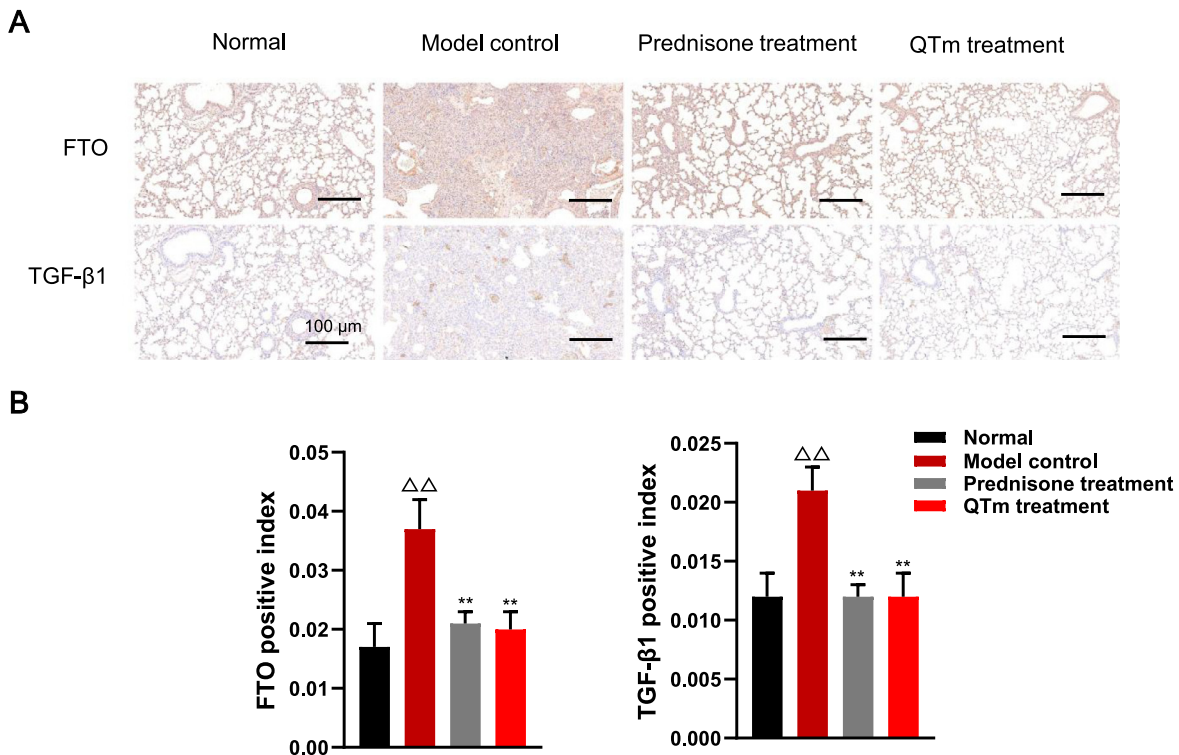 A
Normal Model control Prednisone treatment QTm treatment
FTO
TGF-β1
100 μm
B
FTO positive index
0.05
0.04
0.03
0.02
0.01
0.00
△△
**
**
TGF-β1 positive index
0.025
0.020
0.015
0.010
0.005
0.000
△△
**
**
Normal
Model control
Prednisone treatment
QTm treatment